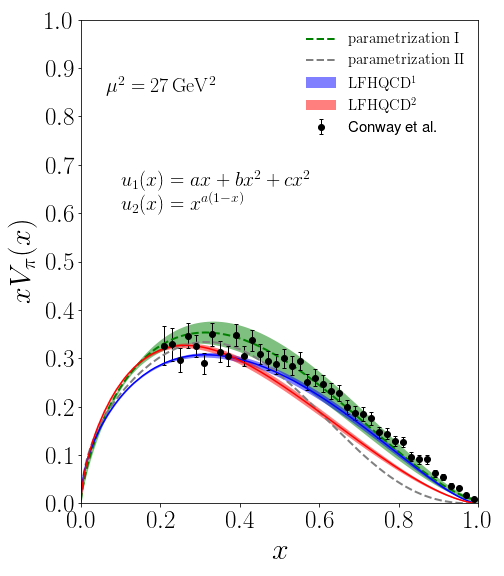 1.0
0.9
0.8
0.7
0.6
0.5
0.4
0.3
0.2
0.1
0.0
xVπ(x)
μ² = 27 GeV²
parametrization I
parametrization II
LFHQCD¹
LFHQCD²
Conway et al.
u₁(x) = ax + bx² + cx²
u₂(x) = x^{a(1−x)}
0.0 0.2 0.4 0.6 0.8 1.0
x